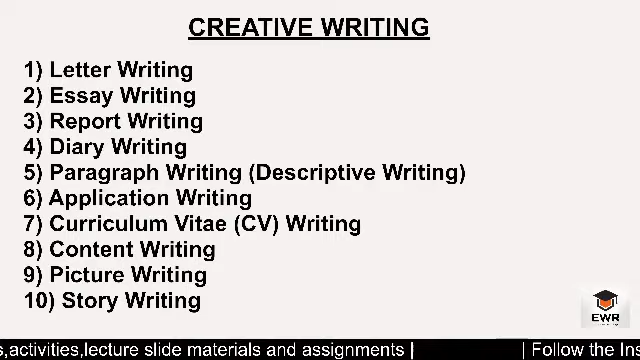 CREATIVE WRITING
1) Letter Writing
2) Essay Writing
3) Report Writing
4) Diary Writing
5) Paragraph Writing (Descriptive Writing)
6) Application Writing
7) Curriculum Vitae (CV) Writing
8) Content Writing
9) Picture Writing
10) Story Writing
EWR
s,activities,lecture slide materials and assignments | | Follow the Ins